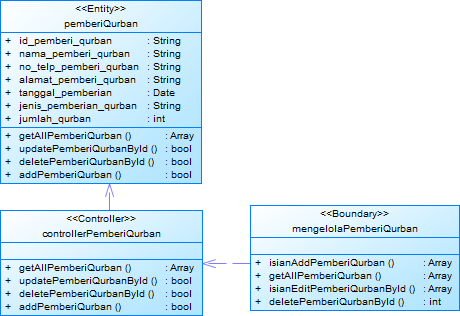 <<Entity>>
pemberiQurban
+ id_pemberi_qurban : String
+ nama_pemberi_qurban : String
+ no_telp_pemberi_qurban : String
+ alamat_pemberi_qurban : String
+ tanggal_pemberian : Date
+ jenis_pemberian_qurban : String
+ jumlah_qurban : int
+ getAllPemberiQurban () : Array
+ updatePemberiQurbanById () : bool
+ deletePemberiQurbanById () : bool
+ addPemberiQurban () : bool
<<Controller>>
controllerPemberiQurban
+ getAllPemberiQurban () : Array
+ updatePemberiQurbanById () : bool
+ deletePemberiQurbanById () : bool
+ addPemberiQurban () : bool
<<Boundary>>
mengelolaPemberiQurban
+ isianAddPemberiQurban () : Array
+ getAllPemberiQurban () : Array
+ isianEditPemberiQurban () : Array
+ deletePemberiQurbanById () : int